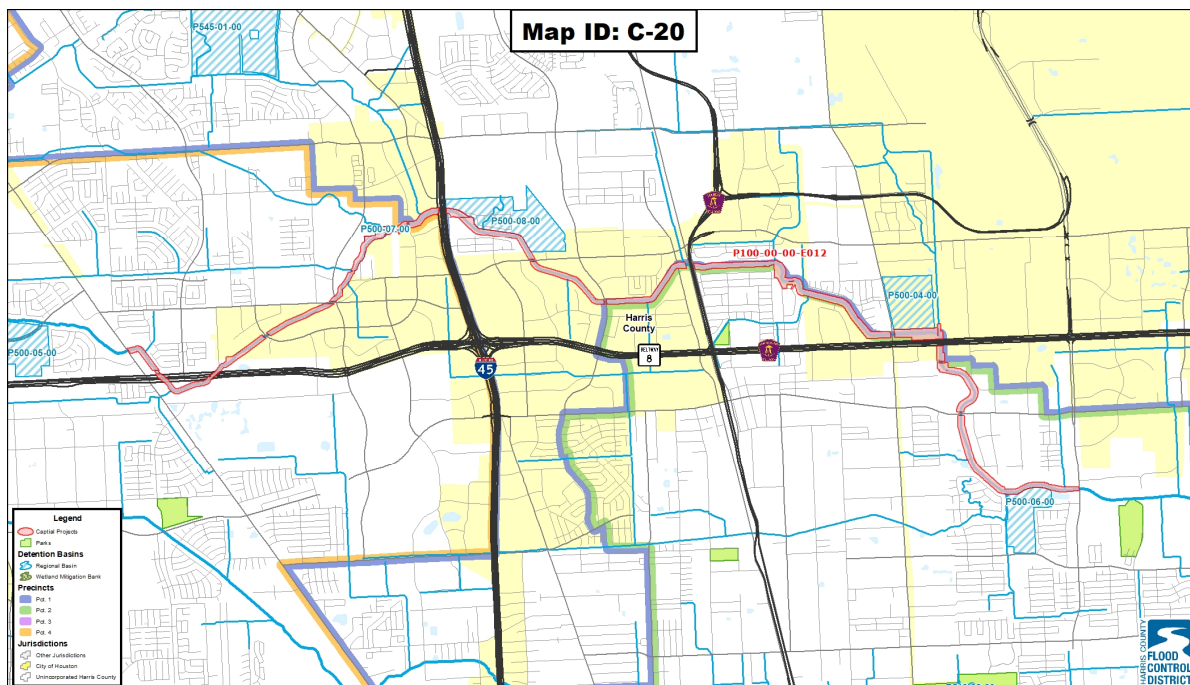 Map ID: C-20
P545-01-00
P500-08-00
P500-07-00
P100-00-00-E012
P500-04-00
Harris
County
BELTWAY
8
P500-05-00
45
P500-06-00
Legend
Captial Projects
Parks
Detention Basins
Regional Basin
Wetland Mitigation Bank
Precincts
Pct. 1
Pct. 2
Pct. 3
Pct. 4
Jurisdictions
Other Jurisdictions
City of Houston
Unincorporated Harris County
HARRIS COUNTY
FLOOD
CONTROL
DISTRICT